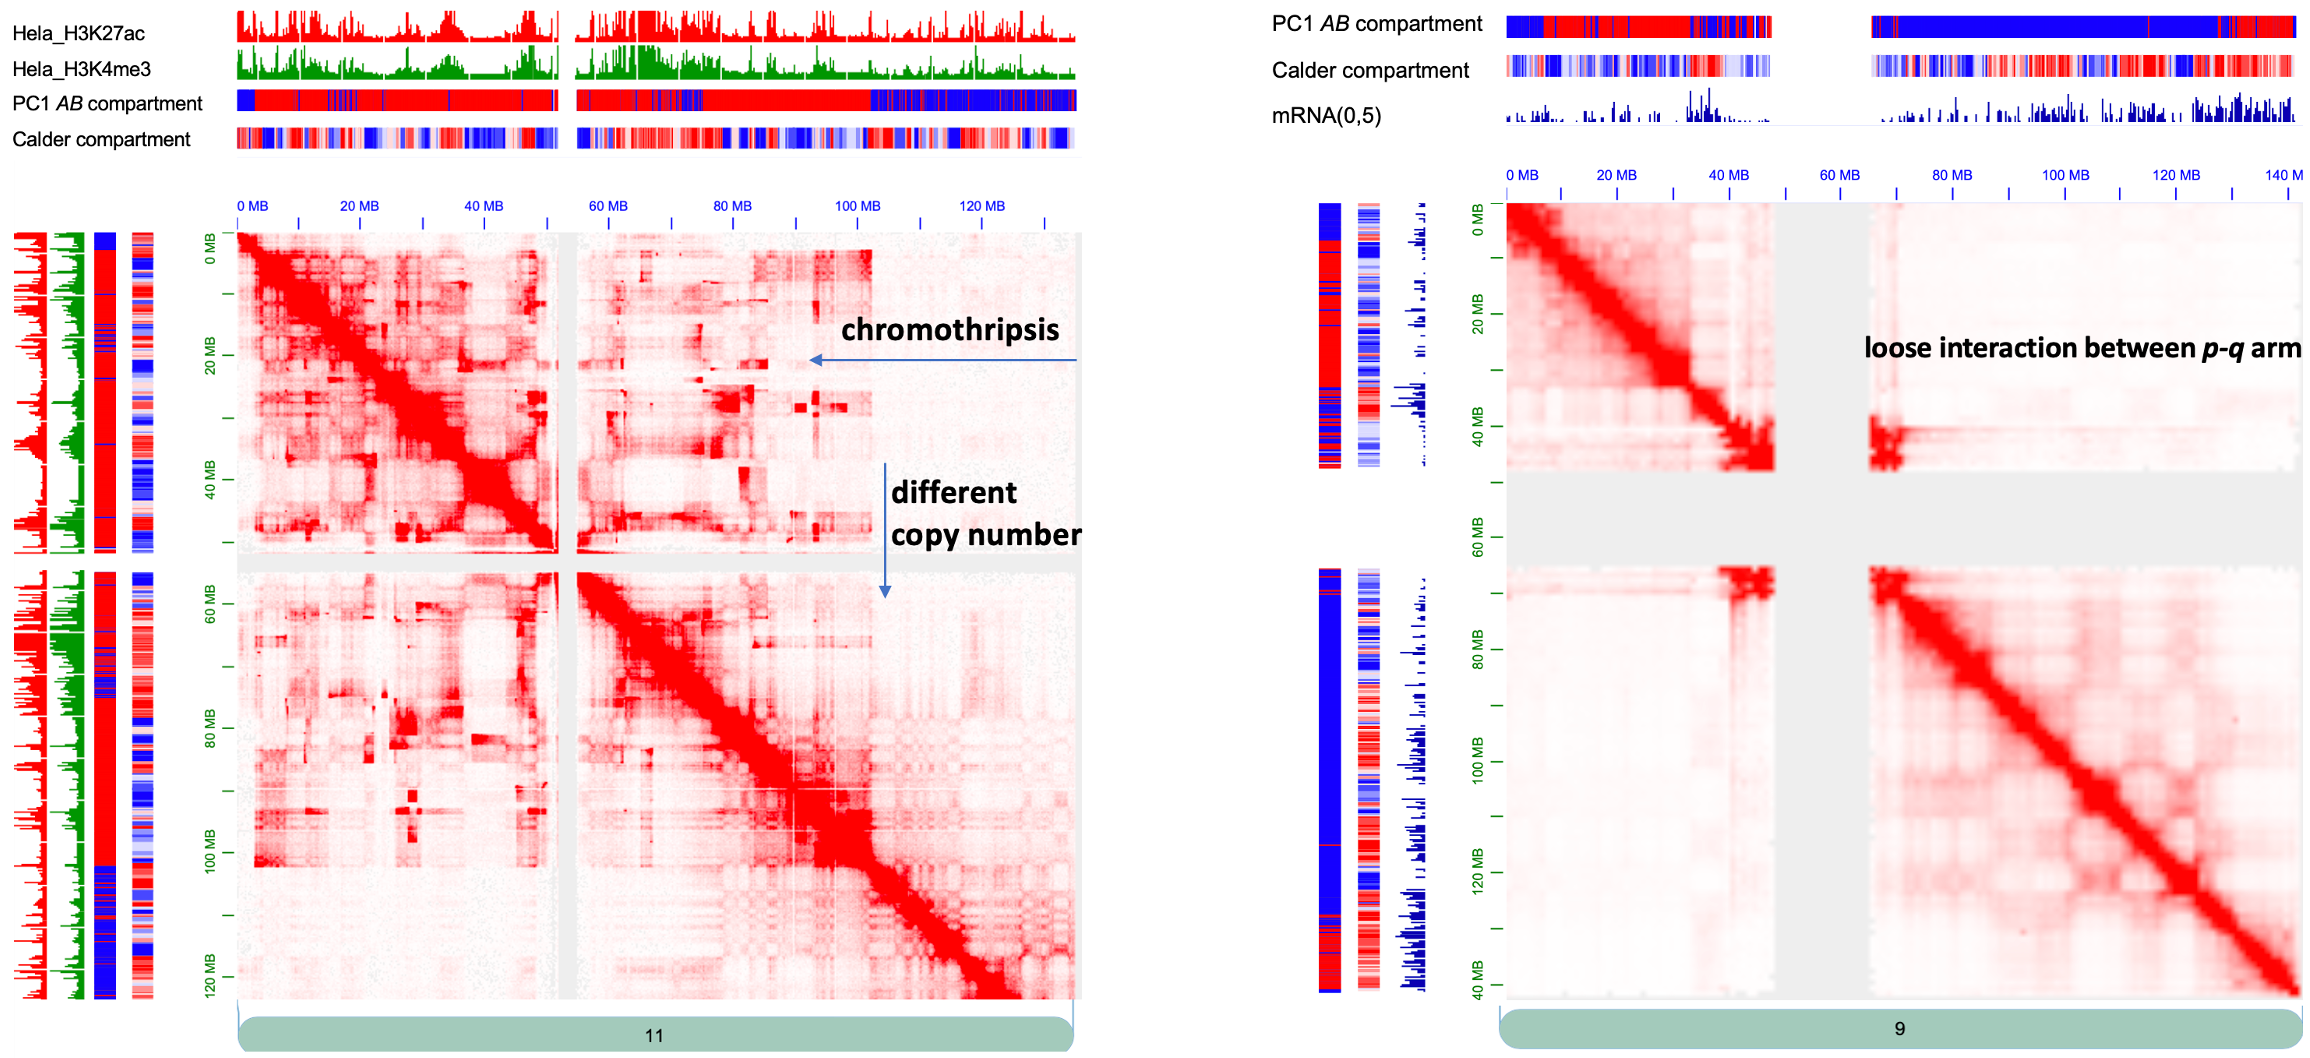 Hela_H3K27ac
Hela_H3K4me3
PC1 AB compartment
Calder compartment
0 MB 20 MB 40 MB 60 MB 80 MB 100 MB 120 MB
0 MB
20 MB
40 MB
60 MB
80 MB
100 MB
120 MB
chromothripsis
different
copy number
11
PC1 AB compartment
Calder compartment
mRNA(0,5)
0 MB 20 MB 40 MB 60 MB 80 MB 100 MB 120 MB 140 M
0 MB
20 MB
40 MB
60 MB
80 MB
100 MB
120 MB
40 MB
loose interaction between p-q arm
9